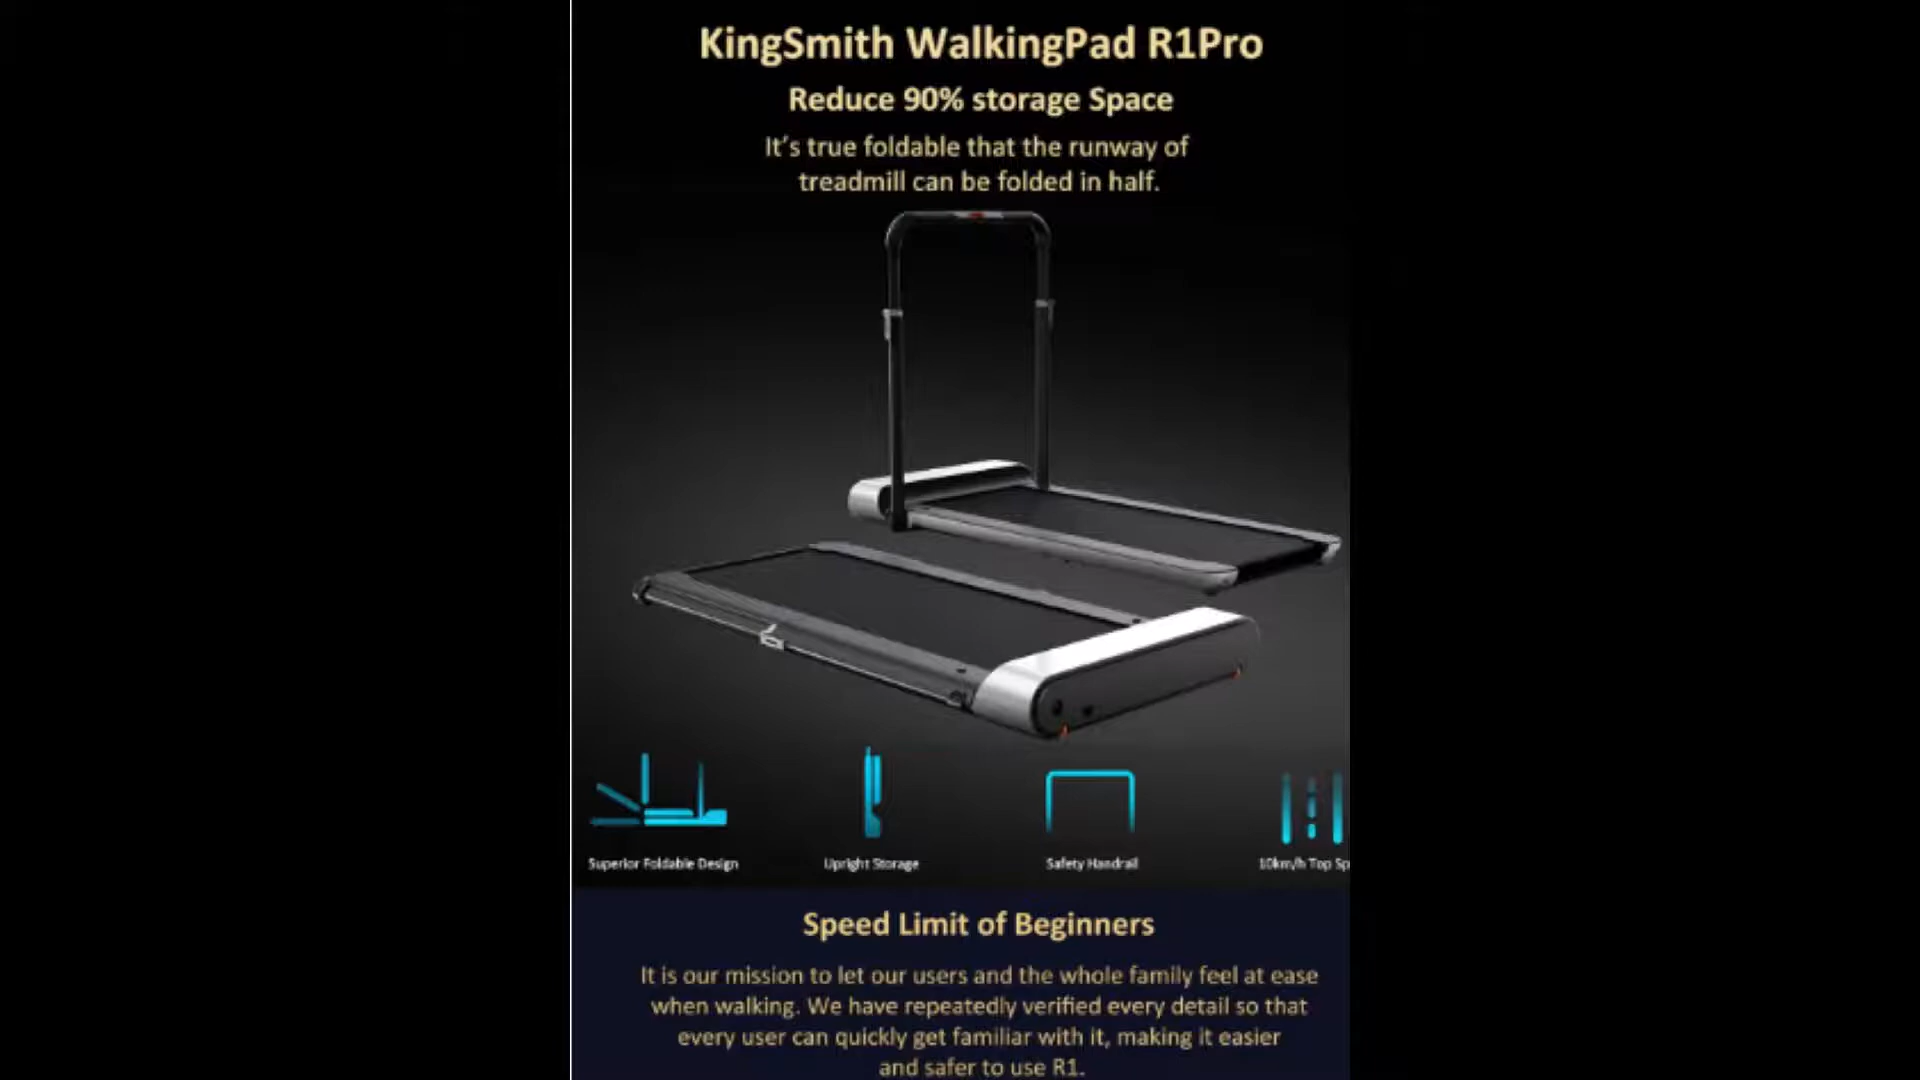 KingSmith WalkingPad R1Pro
Reduce 90% storage Space
It's true foldable that the runway of
treadmill can be folded in half.
Superior Foldable Design
Upright Storage
Safety Handrail
10km/h Top Sp
Speed Limit of Beginners
It is our mission to let our users and the whole family feel at ease
when walking. We have repeatedly verified every detail so that
every user can quickly get familiar with it, making it easier
and safer to use R1.